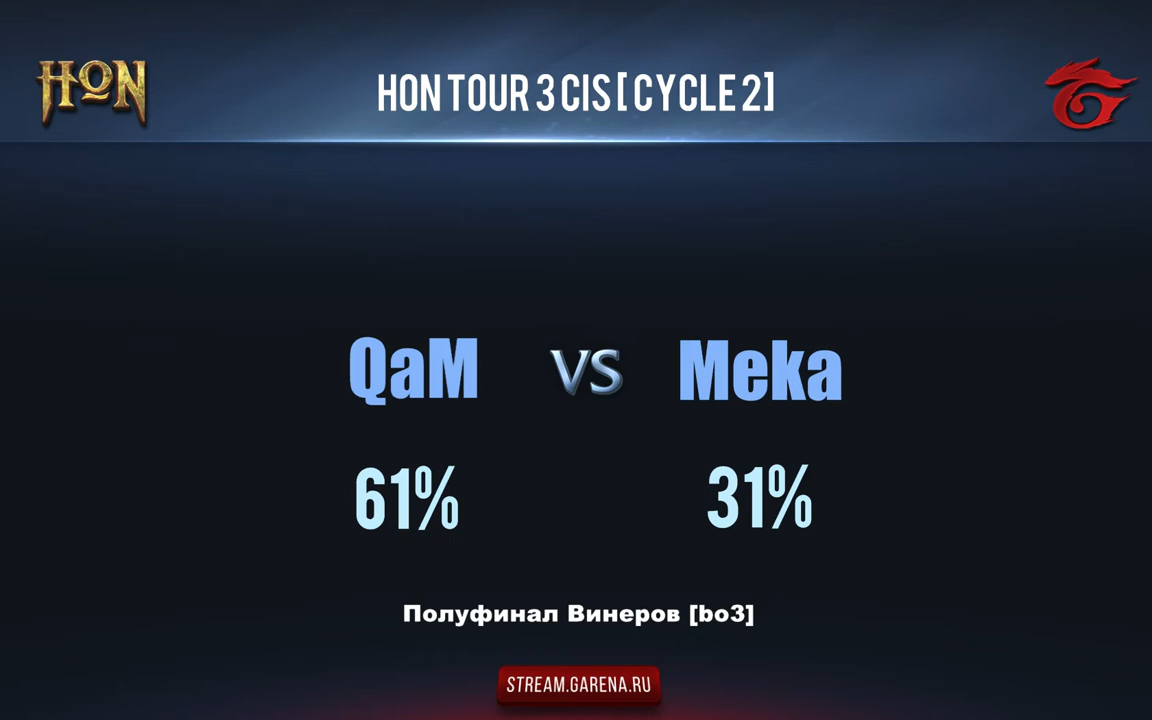 HON
HON TOUR 3 CIS [ CYCLE 2]
QaM VS Meka
61% 31%
Полуфинал Винеров [bo3]
STREAM.GARENA.RU